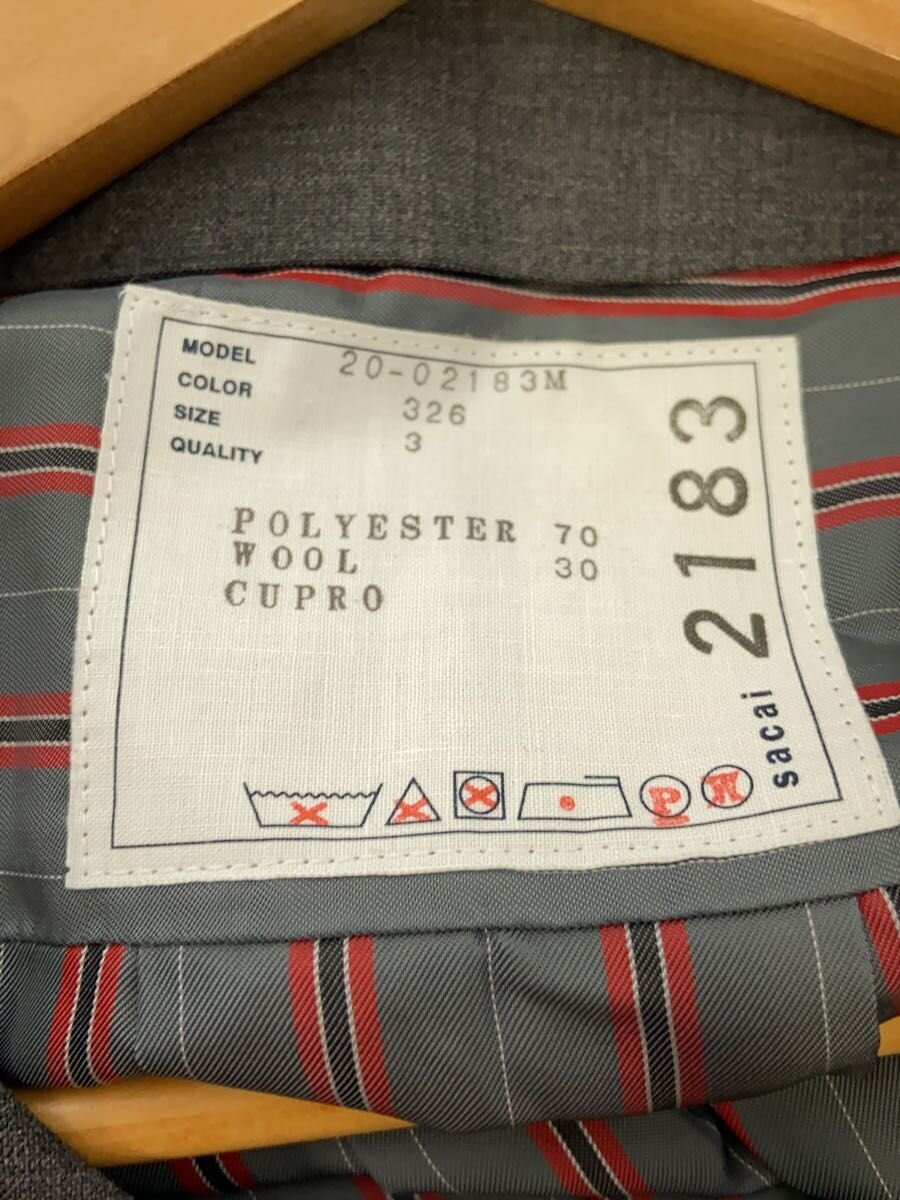 MODEL 20-02183M
COLOR 326
SIZE 3
QUALITY
POLYESTER 70
WOOL 30
CUPRO
P
W
sacai 2183